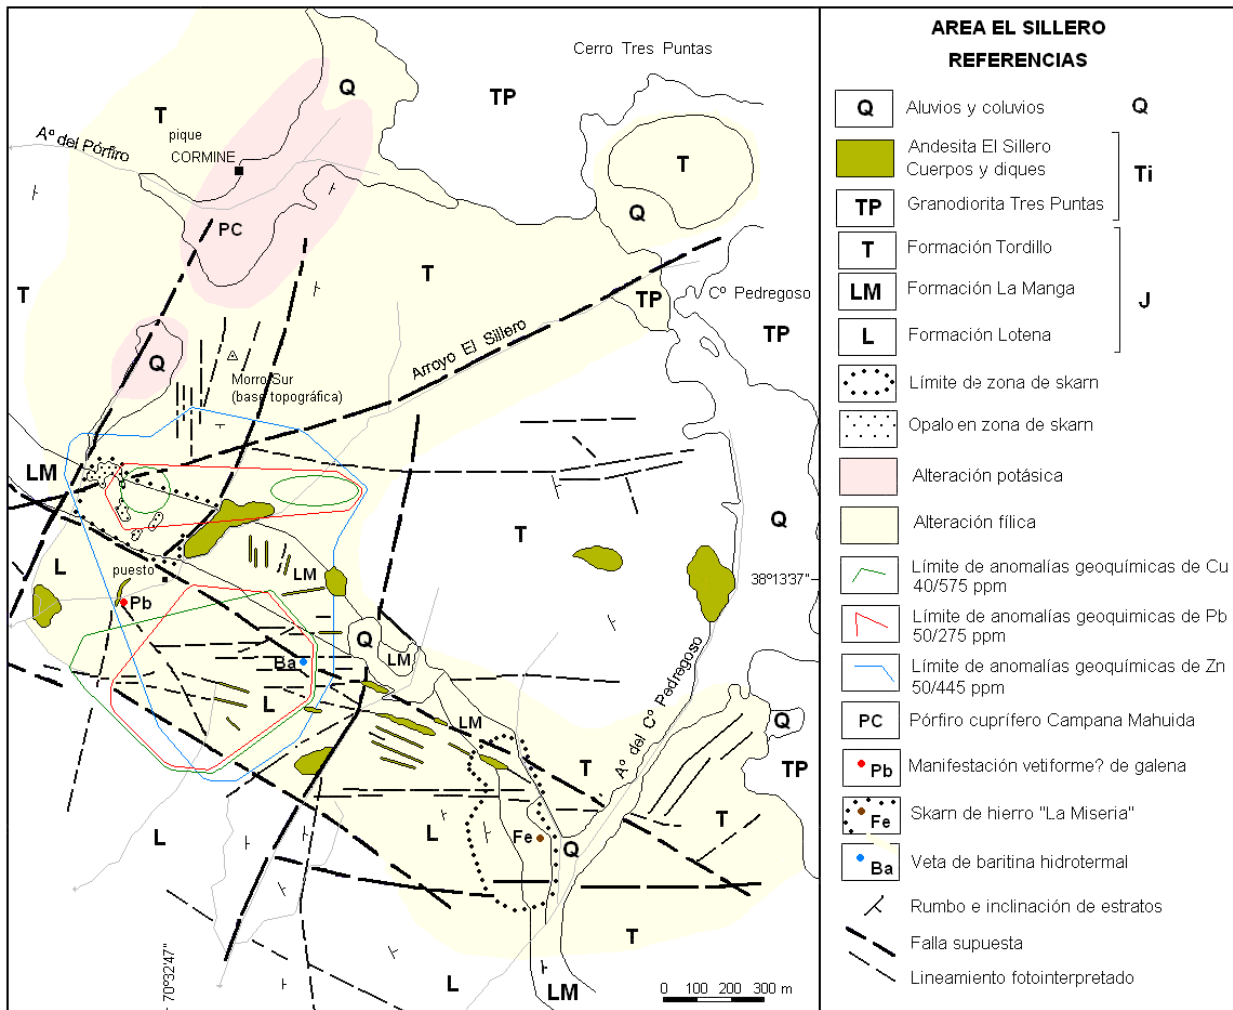 Cerro Tres Puntas
Q
TP
T
pique
CORMINE
Aº del Pórfiro
T
Q
PC
T
T
TP
Cº Pedregoso
TP
Arroyo El Sillero
Q
Morro Sur
(base topográfica)
LM
T
Q
L
puesto
LM
38º13'37"
Pb
Q
LM
Ba
L
LM
Aº del Cº Pedregoso
Q
TP
T
T
L
L
Fe
Q
T
70º32'47"
L
LM
0 100 200 300 m
AREA EL SILLERO
REFERENCIAS
Q Aluvios y coluvios Q
Andesita El Sillero
Cuerpos y diques
Ti
TP Granodiorita Tres Puntas
T Formación Tordillo
LM Formación La Manga
J
L Formación Lotena
Límite de zona de skarn
Opalo en zona de skarn
Alteración potásica
Alteración fílica
Límite de anomalías geoquímicas de Cu
40/575 ppm
Límite de anomalías geoquimicas de Pb
50/275 ppm
Límite de anomalías geoquímicas de Zn
50/445 ppm
PC Pórfiro cuprífero Campana Mahuida
Pb Manifestación vetiforme? de galena
Fe Skarn de hierro "La Miseria"
Ba Veta de baritina hidrotermal
Rumbo e inclinación de estratos
Falla supuesta
Lineamiento fotointerpretado